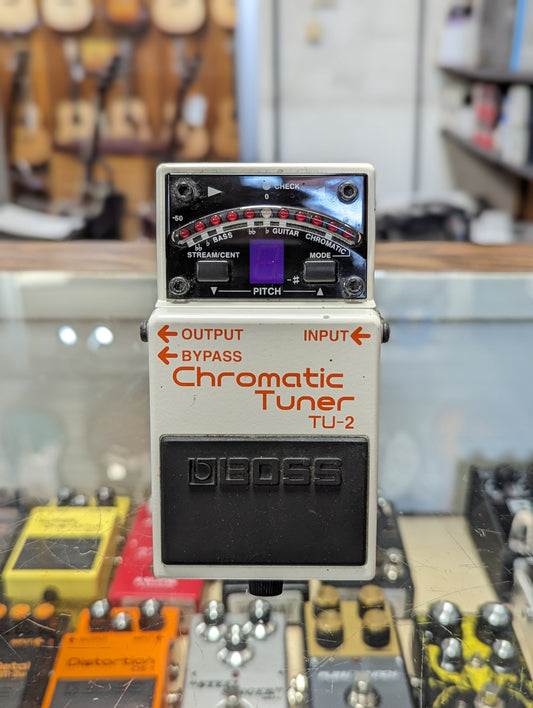 CHECK
-50 0
♭♭ ♭ BASS ♭♭ ♭ GUITAR CHROMATIC
STREAM/CENT MODE
-#
▼ PITCH ▲
← OUTPUT INPUT ←
← BYPASS
Chromatic
Tuner
TU-2
BOSS
Distortion